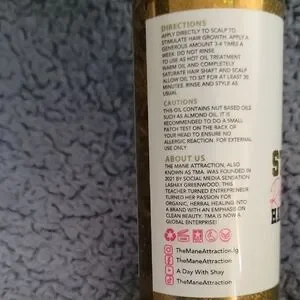 DIRECTIONS
APPLY DIRECTLY TO SCALP TO
STIMULATE HAIR GROWTH. APPLY A
GENEROUS AMOUNT 3-4 TIMES A
WEEK. DO NOT RINSE
TO USE AS HOT OIL TREATMENT
WARM OIL AND COMPLETELY
SATURATE HAIR SHAFT AND SCALP
ALLOW OIL TO SIT FOR AT LEAST 30
MINUTES. RINSE AND STYLE AS
USUAL
CAUTIONS
THIS OIL CONTAINS NUT BASED OILS
SUCH AS ALMOND OIL. IT IS
RECOMMENDED TO DO A SMALL
PATCH TEST ON THE BACK OF
YOUR HEAD TO ENSURE NO
ALLERGIC REACTION. FOR EXTERNAL
USE ONLY
ABOUT US
THE MANE ATTRACTION, ALSO
KNOWN AS TMA. WAS FOUNDED IN
2021 BY SOCIAL MEDIA SENSATION
LASHAY GREENWOOD. THIS
TEACHER TURNED ENTREPRENEUR
TURNED HER PASSION FOR
ORGANIC, HERBAL HEALING INTO
A BRAND WITH AN EMPHASIS ON
CLEAN BEAUTY. TMA IS NOW A
GLOBAL ENTERPRISE!
TheManeAttraction.lg
TheManeAttraction
A Day With Shay
TheManeAttraction.